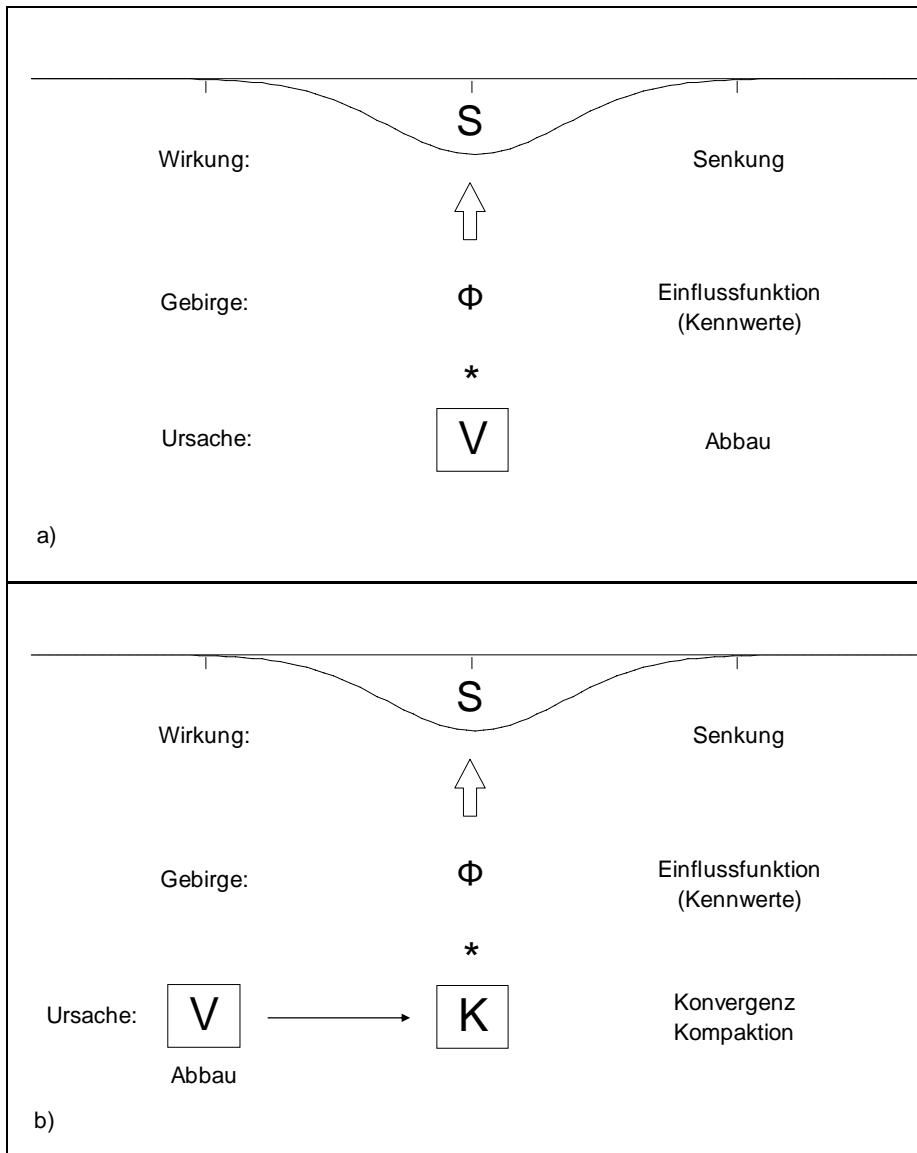 S
Wirkung: Senkung
Gebirge: Φ Einflussfunktion
(Kennwerte)
*
Ursache: V Abbau
a)
S
Wirkung: Senkung
Gebirge: Φ Einflussfunktion
(Kennwerte)
*
Ursache: V K Konvergenz
Kompaktion
Abbau
b)